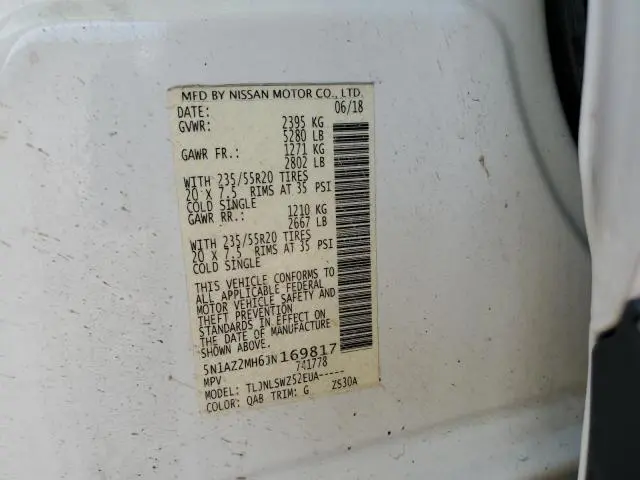 MFD BY NISSAN MOTOR CO., LTD.
DATE: 06/18
GVWR: 2395 KG
5280 LB
GAWR FR.: 1271 KG
2802 LB
WITH 235/55R20 TIRES
20 X 7.5 RIMS AT 35 PSI
COLD SINGLE
GAWR RR.: 1210 KG
2667 LB
WITH 235/55R20 TIRES
20 X 7.5 RIMS AT 35 PSI
COLD SINGLE
THIS VEHICLE CONFORMS TO
ALL APPLICABLE FEDERAL
MOTOR VEHICLE SAFETY AND
THEFT PREVENTION
STANDARDS IN EFFECT ON
THE DATE OF MANUFACTURE
SHOWN ABOVE.
5N1AZ2MH6JN169817
MPV 741778
MODEL: TLJNLSWZ52EUA-----
COLOR: QAB TRIM: G ZS30A